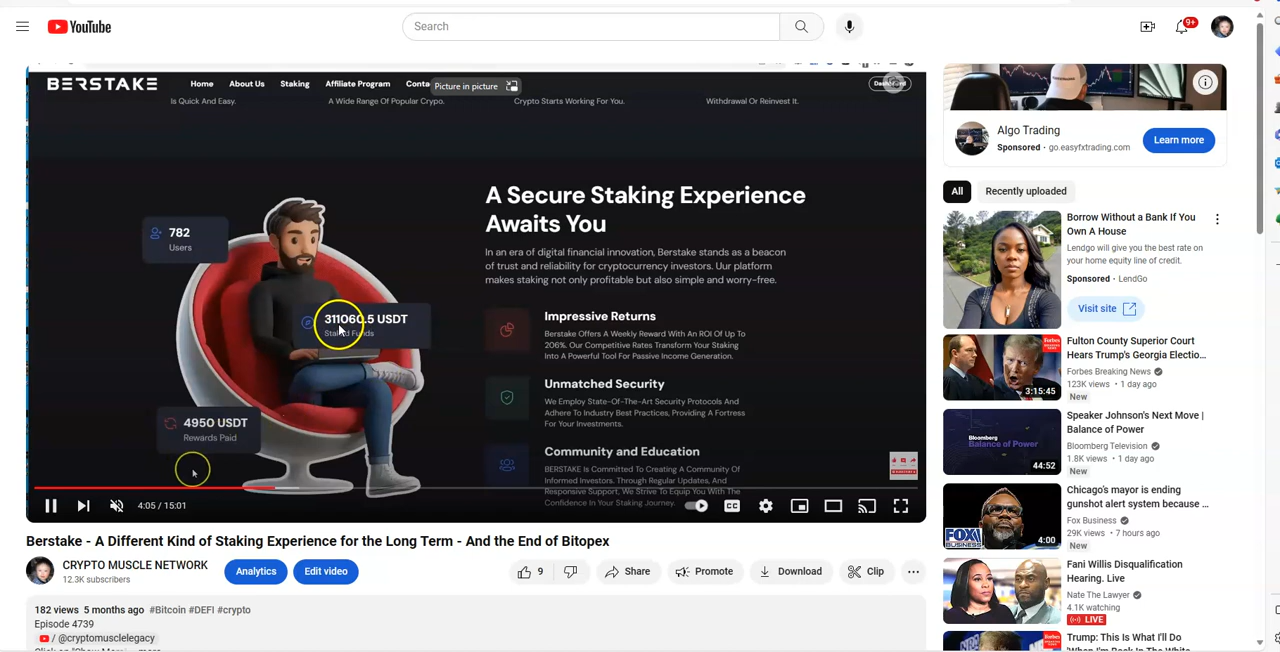 YouTube
Search
9+
BERSTAKE
Home
About Us
Staking
Affiliate Program
Picture in picture
Is Quick And Easy.
A Wide Range Of Popular Crypo.
Crypto Starts Working For You.
Withdrawal Or Reinvest It.
782
Users
311060.5 USDT
4950 USDT
Rewards Paid
A Secure Staking Experience
Awaits You
In an era of digital financial innovation, Berstake stands as a beacon
of trust and reliability for cryptocurrency investors. Our platform
makes staking not only profitable but also simple and worry-free.
Impressive Returns
Berstake Offers A Weekly Reward With An ROI Of Up To
206%. Our Competitive Rates Transform Your Staking
Into A Powerful Tool For Passive Income Generation.
Unmatched Security
We Employ State-Of-The-Art Security Protocols And
Adhere To Industry Best Practices, Providing A Fortress
For Your Investments.
Community and Education
BERSTAKE Is Committed To Creating A Community Of
Informed Investors. Through Regular Updates, And
Responsive Support, We Strive To Equip You With The
Confidence In Your Staking Journey.
4:05 / 15:01
CC
Berstake - A Different Kind of Staking Experience for the Long Term - And the End of Bitopex
CRYPTO MUSCLE NETWORK
12.3K subscribers
Analytics
Edit video
9
Share
Promote
Download
Clip
182 views 5 months ago #Bitcoin #DEFI #crypto
Episode 4739
/ @cryptomusclelegacy
Algo Trading
Sponsored · go.easyfxtrading.com
Learn more
All
Recently uploaded
Borrow Without a Bank If You
Own A House
Lendgo will give you the best rate on
your home equity line of credit.
Sponsored · LendGo
Visit site
Fulton County Superior Court
Hears Trump's Georgia Electio...
Forbes Breaking News
123K views · 1 day ago
New
3:15:45
Speaker Johnson's Next Move |
Balance of Power
Bloomberg Television
1.8K views · 1 day ago
New
Bloomberg
Balance of Power
44:52
Chicago's mayor is ending
gunshot alert system because ...
Fox Business
29K views · 7 hours ago
New
FOX
BUSINESS
4:00
Fani Willis Disqualification
Hearing. Live
Nate The Lawyer
4.1K watching
LIVE
Trump: This Is What I'll Do